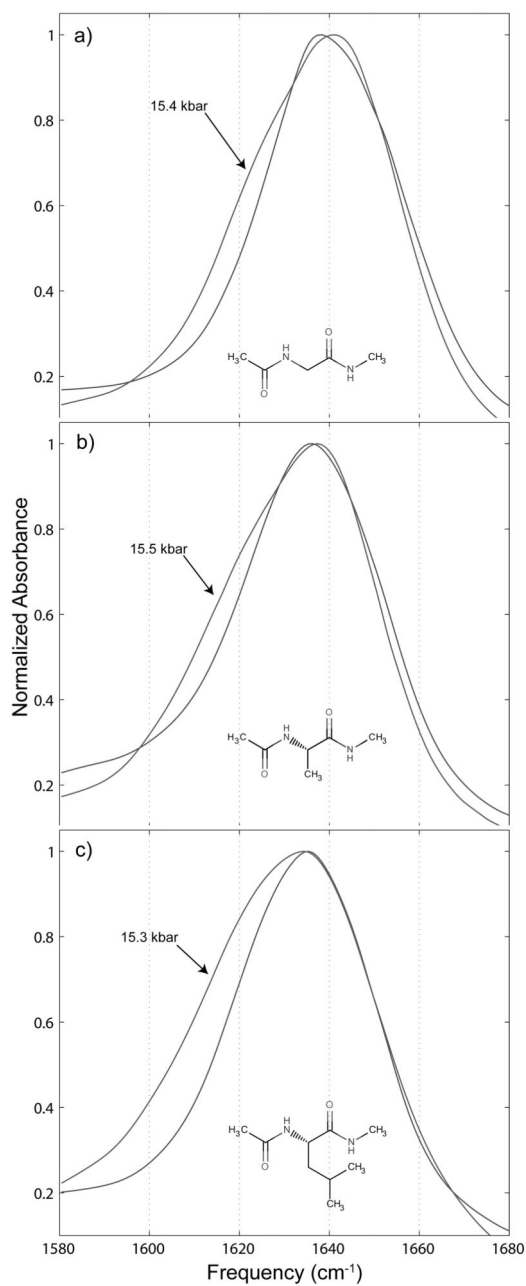 a)
1
15.4 kbar
0.8
0.6
0.4
H
N
O
H₃C
CH₃
O
N
H
0.2
b)
1
15.5 kbar
0.8
0.6
Normalized Absorbance
0.4
H
N
O
H₃C
CH₃
O
CH₃
N
H
0.2
c)
1
15.3 kbar
0.8
0.6
0.4
H
N
O
H₃C
CH₃
O
N
H
CH₃
CH₃
0.2
1580 1600 1620 1640 1660 1680
Frequency (cm⁻¹)